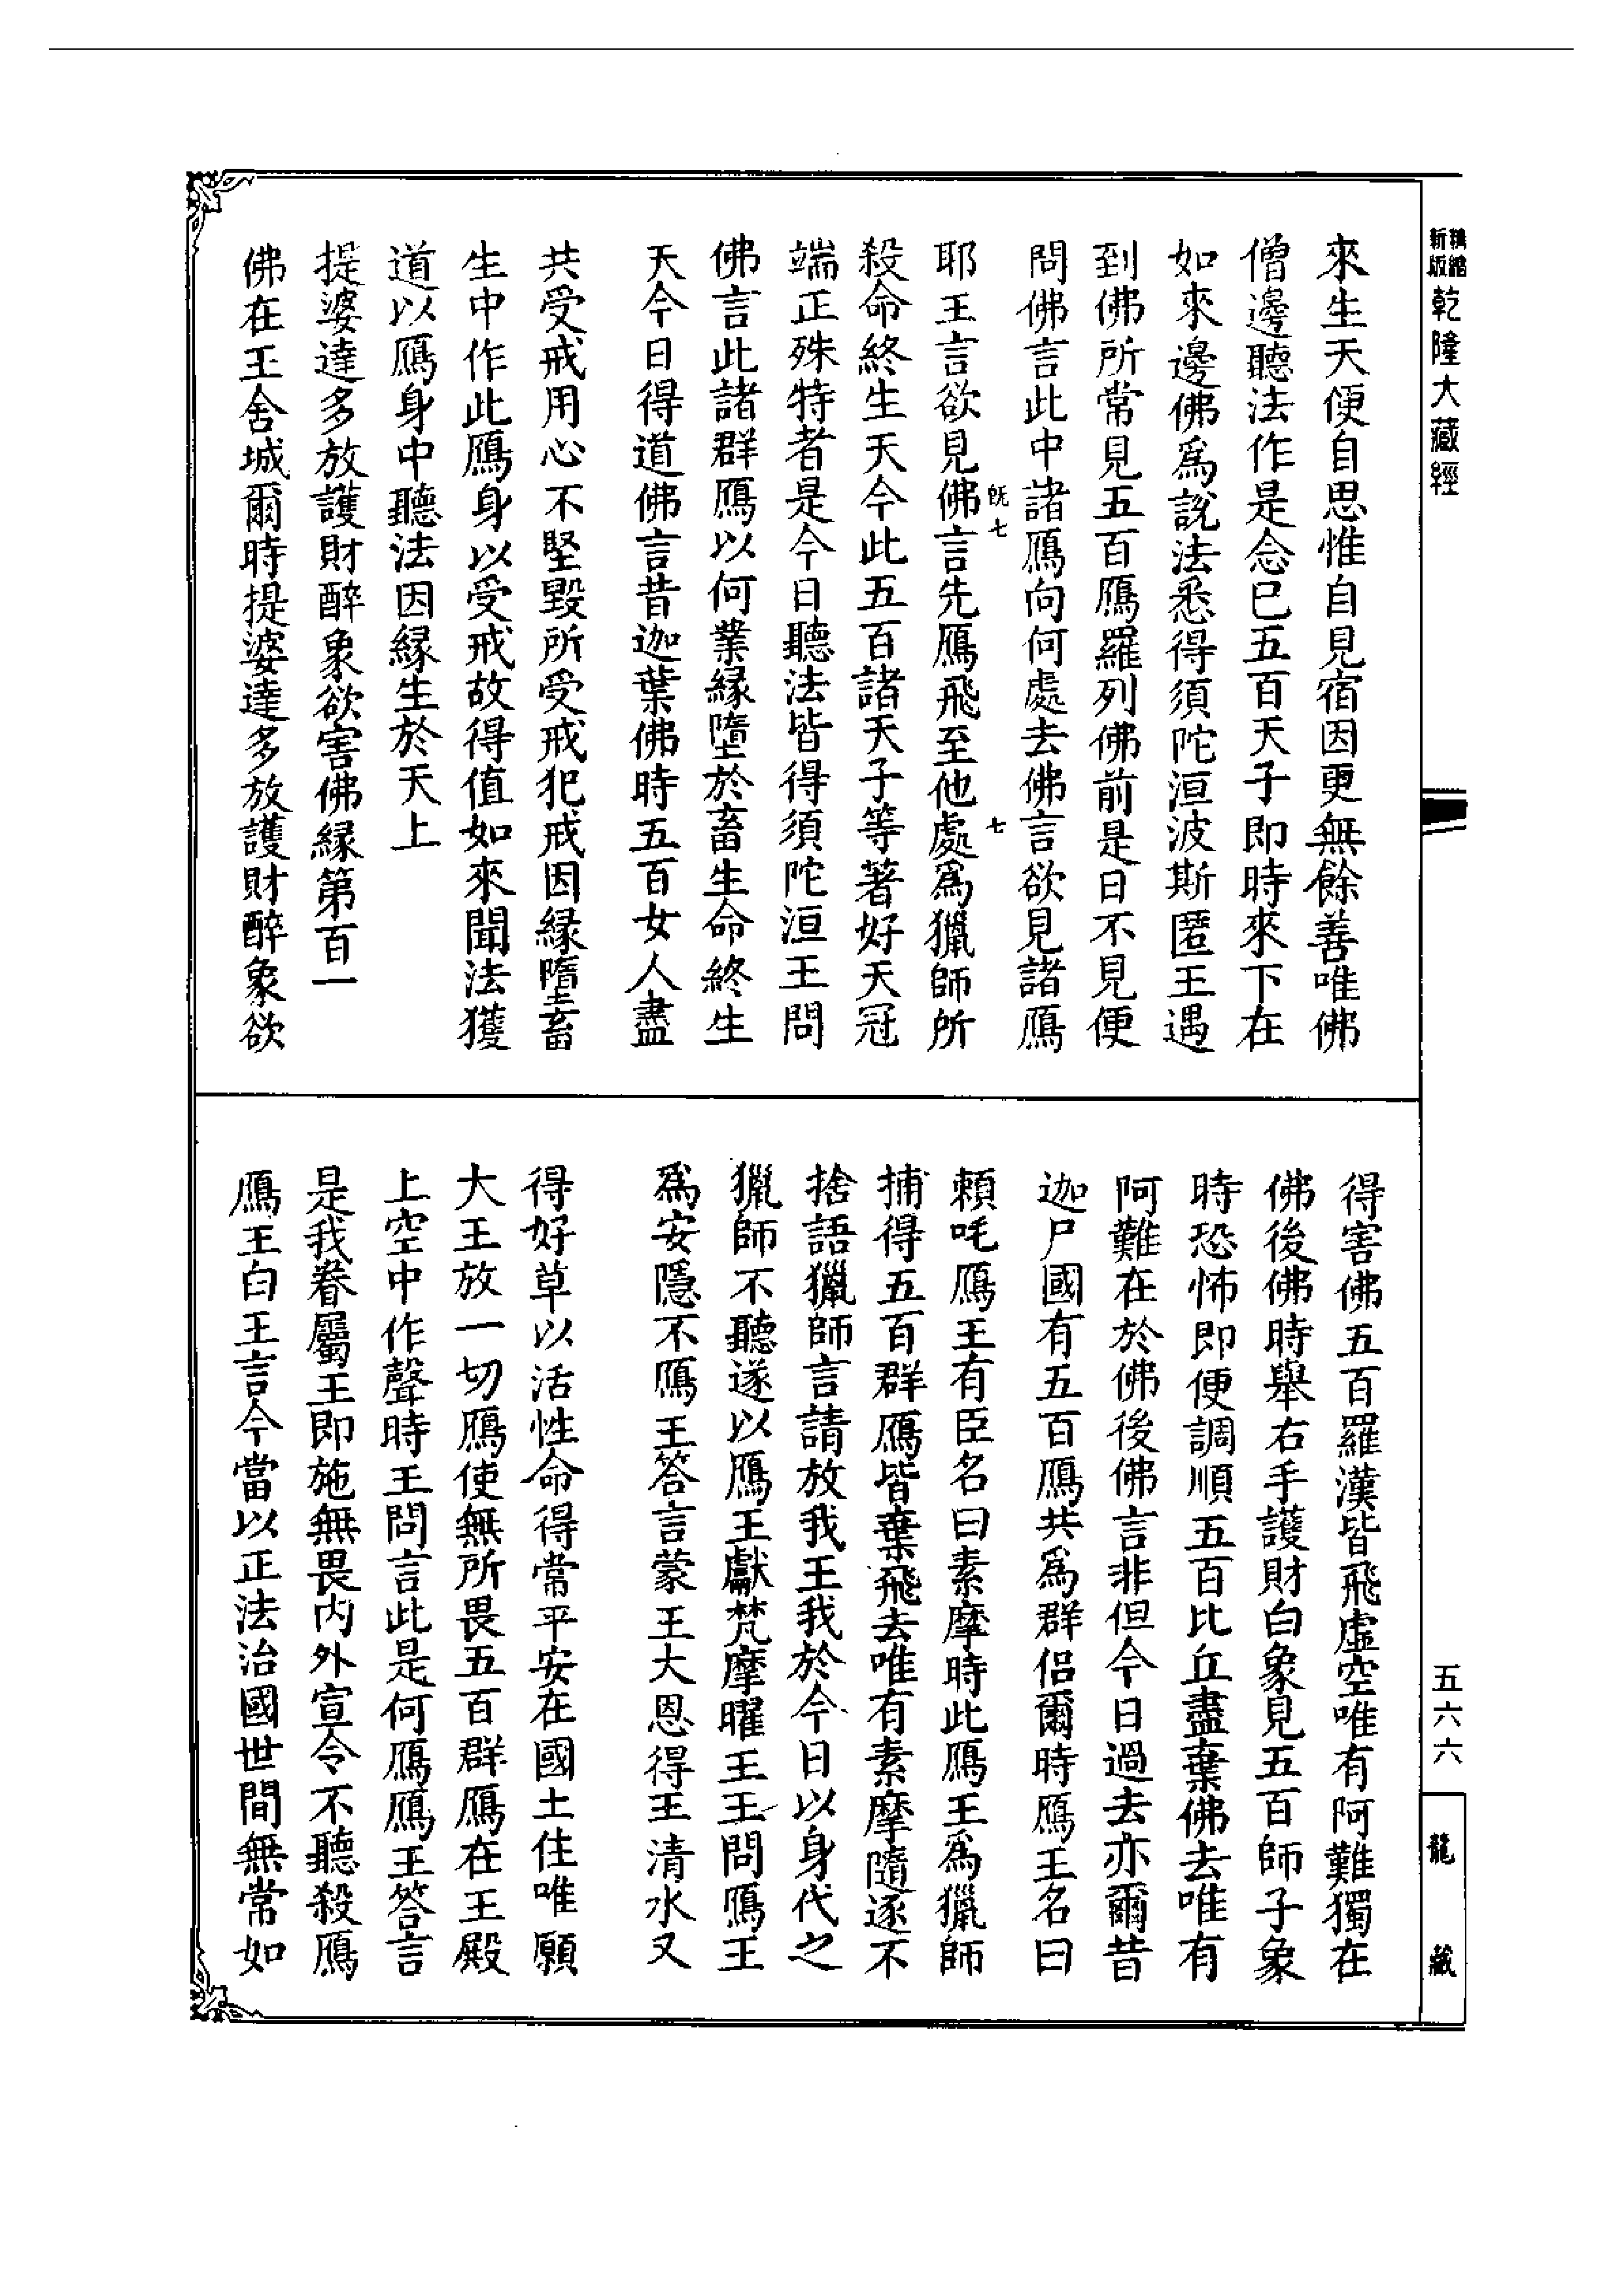 精縮新版乾隆大藏經
來生天便自思惟自見宿因更無餘善唯佛
僧邊聽法作是念已五百天子即時來下在
如來邊佛爲說法悉得須陀洹波斯匿王遇
到佛所常見五百鴈羅列佛前是日不見便
問佛言此中諸鴈向何處去佛言欲見諸鴈
既七
七
耶王言欲見佛言先鴈飛至他處爲獵師所
殺命終生天今此五百諸天子等著好天冠
端正殊特者是今日聽法皆得須陀洹王問
佛言此諸群鴈以何業緣墮於畜生命終生
天今日得道佛言昔迦葉佛時五百女人盡
共受戒用心不堅毀所受戒犯戒因緣墮畜
生中作此鴈身以受戒故得值如來聞法獲
道以鴈身中聽法因緣生於天上
提婆達多放護財醉象欲害佛緣第百一
佛在王舍城爾時提婆達多放護財醉象欲
得害佛五百羅漢皆飛虛空唯有阿難獨在
佛後佛時舉右手護財白象見五百師子象
時恐怖即便調順五百比丘盡棄佛去唯有
阿難在於佛後佛言非但今日過去亦爾昔
迦尸國有五百鴈共爲群侶爾時鴈王名曰
賴吒鴈王有臣名曰素摩時此鴈王爲獵師
捕得五百群鴈皆棄飛去唯有素摩隨逐不
捨語獵師言請放我王我於今日以身代之
獵師不聽遂以鴈王獻梵摩曜王王問鴈王
爲安隱不鴈王答言蒙王大恩得王清水又
得好草以活性命得常平安在國土住唯願
大王放一切鴈使無所畏五百群鴈在王殿
上空中作聲時王問言此是何鴈鴈王答言
是我眷屬王即施無畏內外宣令不聽殺鴈
鴈王白王言今當以正法治國世間無常如
五六六
龍藏